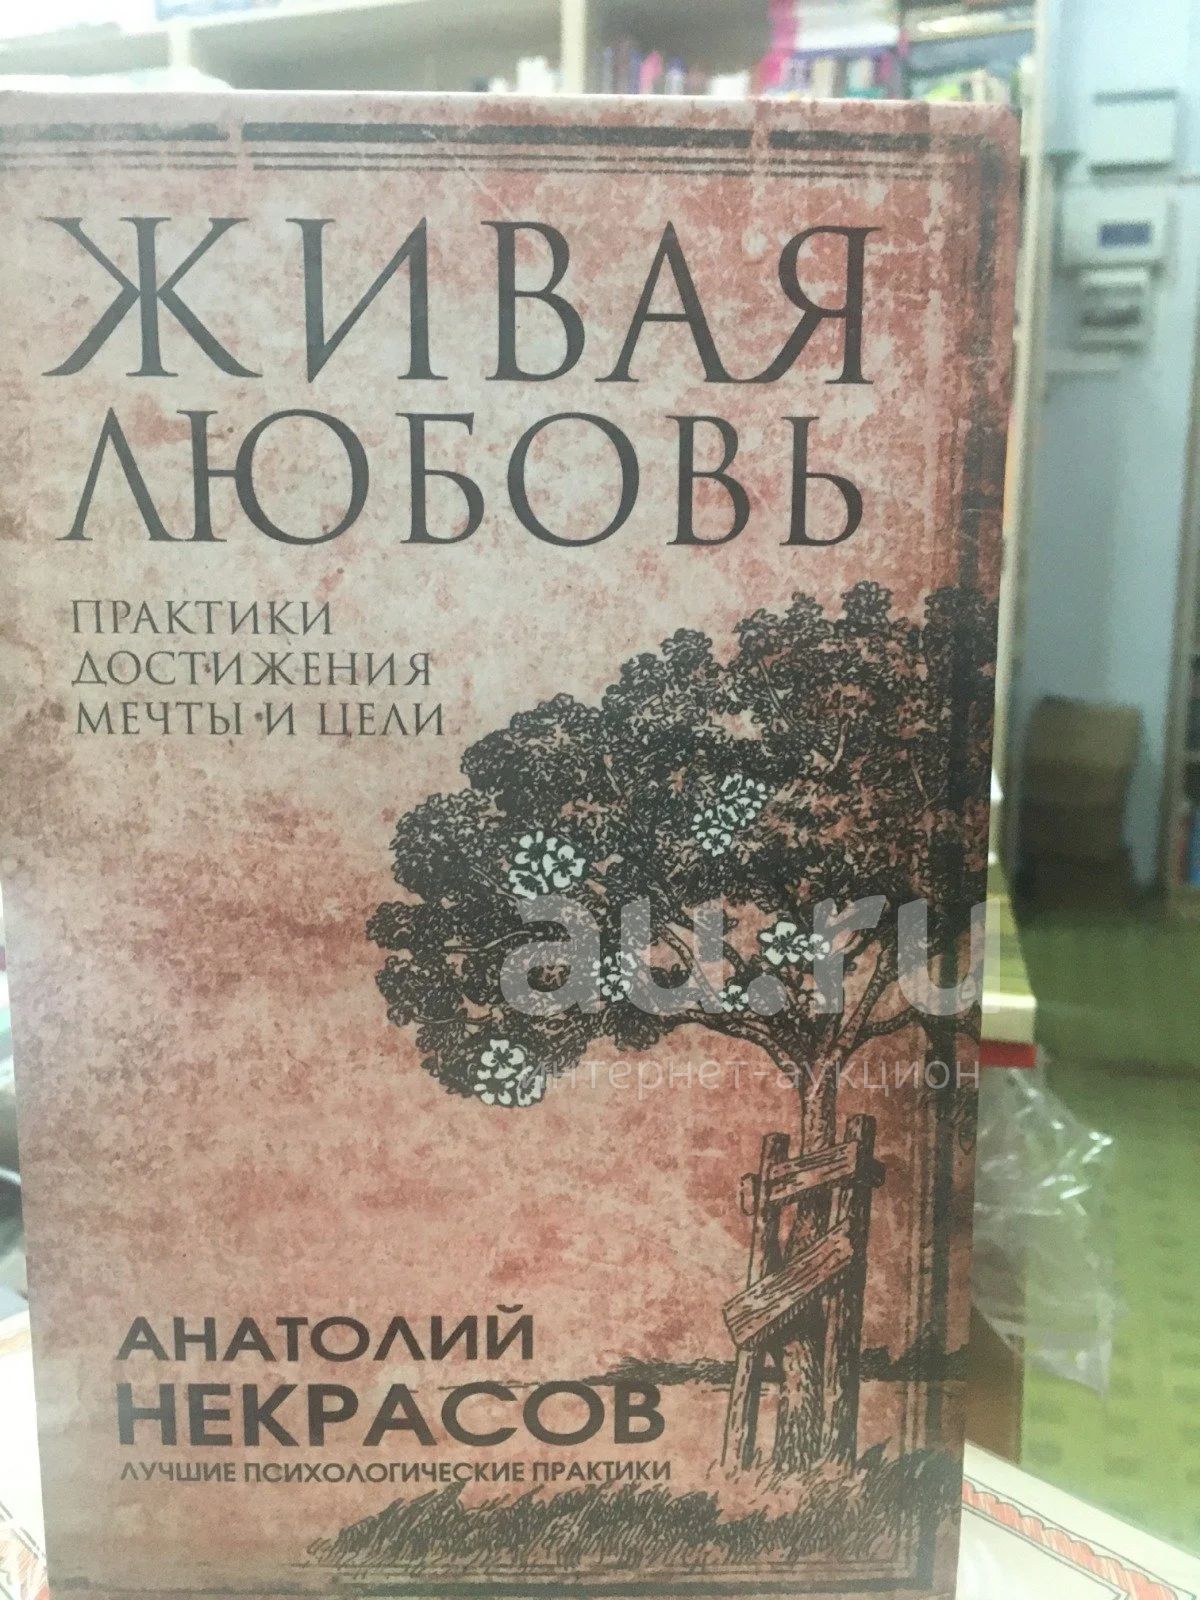 ЖИВАЯ
ЛЮБОВЬ
ПРАКТИКИ
ДОСТИЖЕНИЯ
МЕЧТЫ И ЦЕЛИ
au.ru
интернет-аукцион
АНАТОЛИЙ
НЕКРАСОВ
ЛУЧШИЕ ПСИХОЛОГИЧЕСКИЕ ПРАКТИКИ